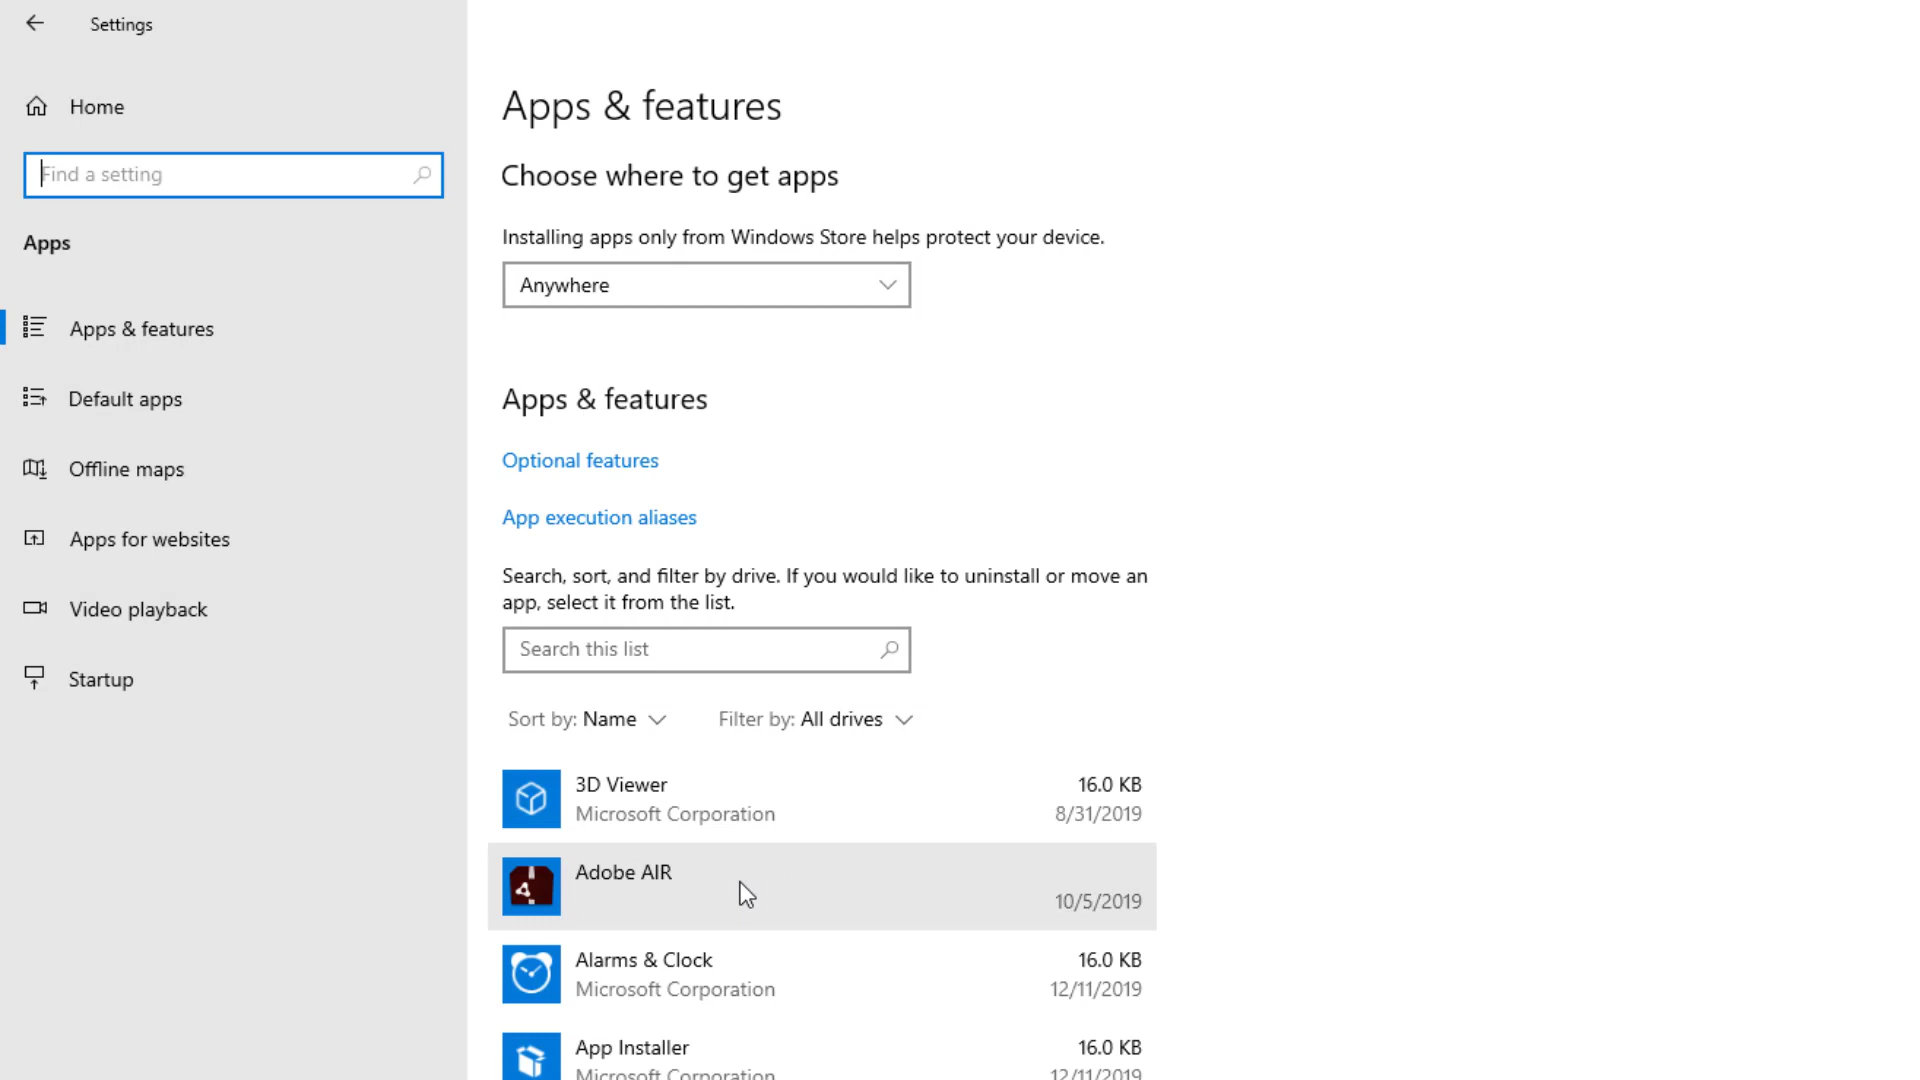 Settings
Home
Find a setting
Apps
Apps & features
Default apps
Offline maps
Apps for websites
Video playback
Startup
Apps & features
Choose where to get apps
Installing apps only from Windows Store helps protect your device.
Anywhere
Apps & features
Optional features
App execution aliases
Search, sort, and filter by drive. If you would like to uninstall or move an
app, select it from the list.
Search this list
Sort by: Name Filter by: All drives
3D Viewer 16.0 KB
Microsoft Corporation 8/31/2019
Adobe AIR
10/5/2019
Alarms & Clock 16.0 KB
Microsoft Corporation 12/11/2019
App Installer 16.0 KB
Microsoft Corporation 12/11/2019